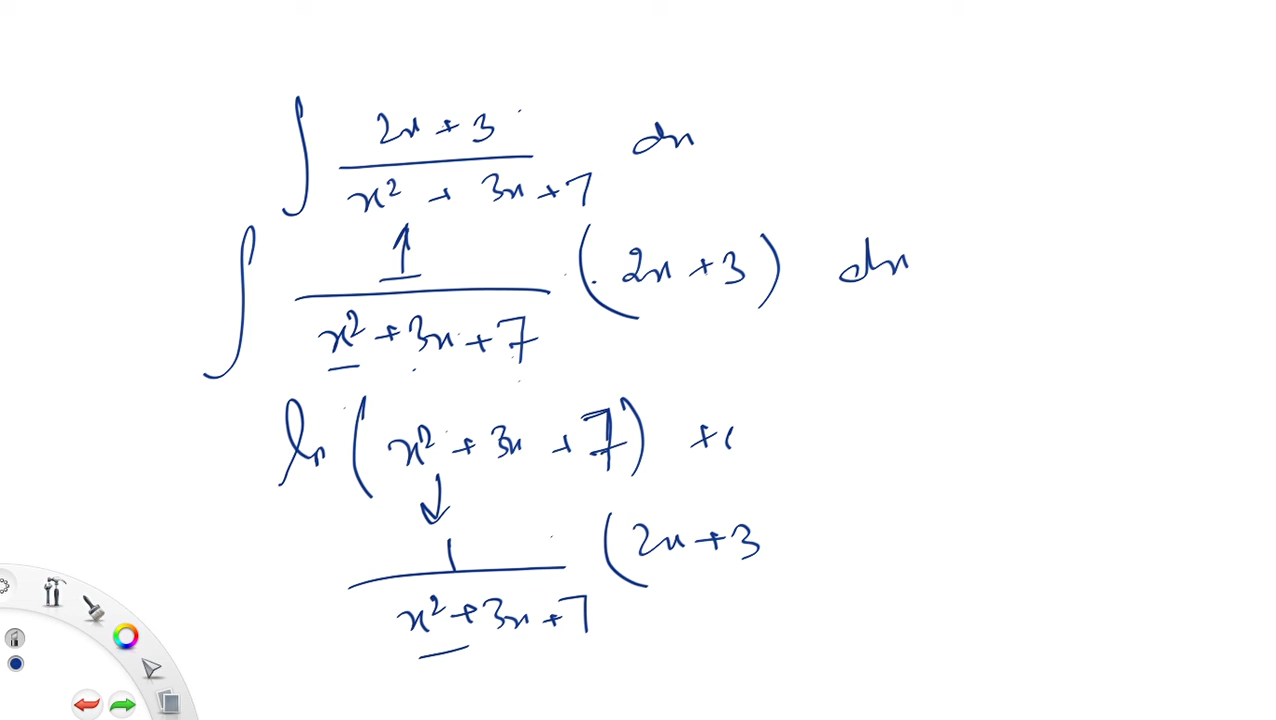 ∫ (2x + 3)/(x² + 3x + 7) dx
∫ 1/(x² + 3x + 7) (2x + 3) dx
ln(x² + 3x + 7) + c
↓
1/(x² + 3x + 7) (2x + 3